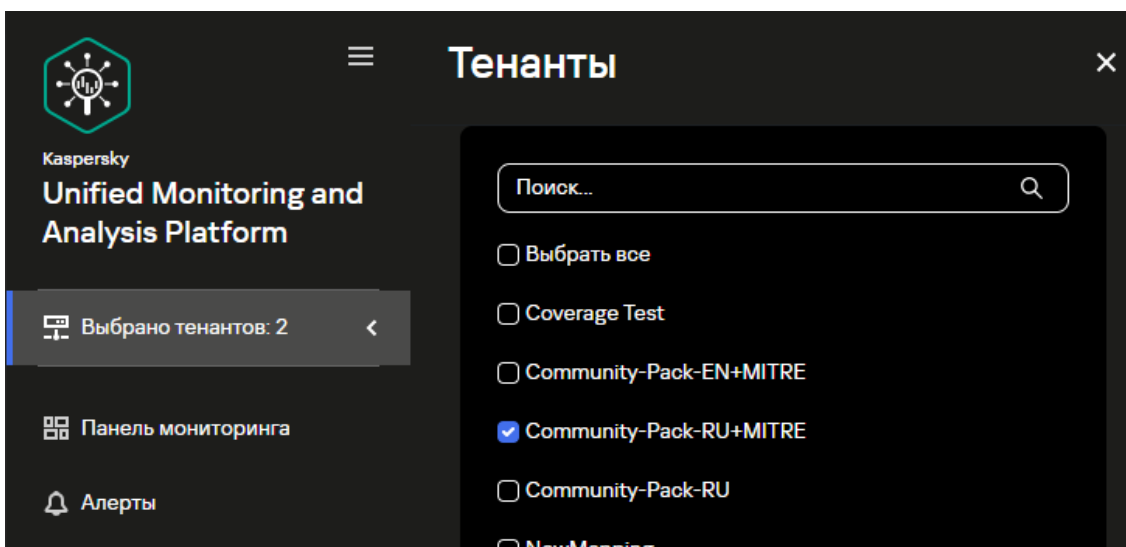 Kaspersky
Unified Monitoring and
Analysis Platform
Выбрано тенантов: 2
Панель мониторинга
Алерты
Тенанты
Поиск...
Выбрать все
Coverage Test
Community-Pack-EN+MITRE
Community-Pack-RU+MITRE
Community-Pack-RU
NewMapping